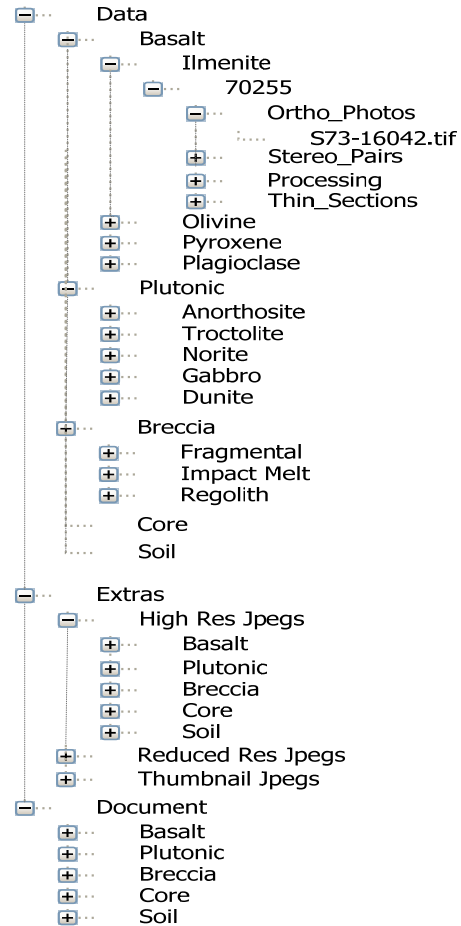 Data
Basalt
Ilmenite
70255
Ortho_Photos
S73-16042.tif
Stereo_Pairs
Processing
Thin_Sections
Olivine
Pyroxene
Plagioclase
Plutonic
Anorthosite
Troctolite
Norite
Gabbro
Dunite
Breccia
Fragmental
Impact Melt
Regolith
Core
Soil
Extras
High Res Jpegs
Basalt
Plutonic
Breccia
Core
Soil
Reduced Res Jpegs
Thumbnail Jpegs
Document
Basalt
Plutonic
Breccia
Core
Soil